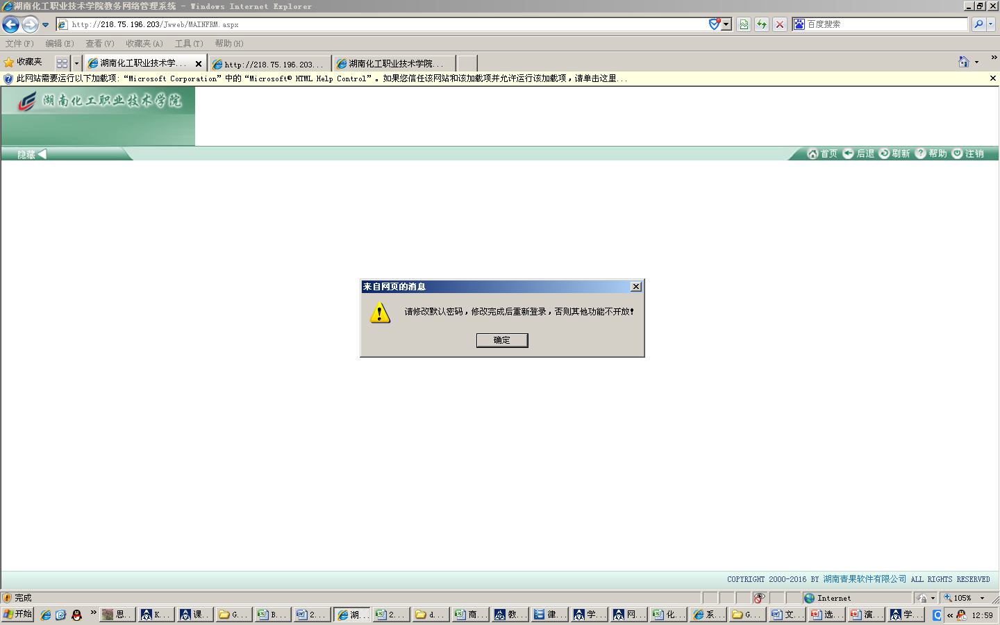 湖南化工职业技术学院教务网络管理系统 - Windows Internet Explorer
http://218.75.196.203/Jwweb/MAINFRM.aspx
百度搜索
文件(F) 编辑(E) 查看(V) 收藏夹(A) 工具(T) 帮助(H)
收藏夹 湖南化工职业技术学... http://218.75.196.203... 湖南化工职业技术学院...
此网站需要运行以下加载项:“Microsoft Corporation”中的“Microsoft® HTML Help Control”。如果您信任该网站和该加载项并允许运行该加载项，请单击这里...
湖南化工职业技术学院
隐藏 首页 后退 刷新 帮助 注销
来自网页的消息
请修改默认密码，修改完成后重新登录，否则其他功能不开放!
确定
COPYRIGHT 2000-2016 BY 湖南青果软件有限公司 ALL RIGHTS RESERVED
完成 Internet 105%
开始 思... K... 课... G... B... 2... 湖... 2... d... 商... 教... 律... 学... 网... 化... 系... G... 文... 选... 演... 学... 12:59